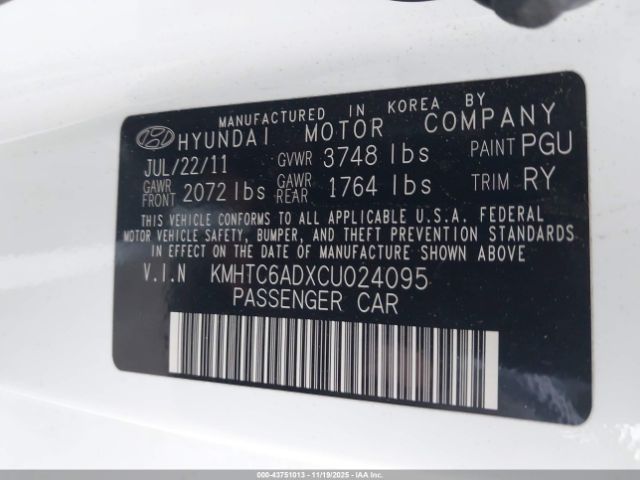 MANUFACTURED IN KOREA BY
HYUNDAI MOTOR COMPANY
JUL/22/11 GVWR 3748 lbs PAINT PGU
GAWR FRONT 2072 lbs GAWR REAR 1764 lbs TRIM RY
THIS VEHICLE CONFORMS TO ALL APPLICABLE U.S.A. FEDERAL
MOTOR VEHICLE SAFETY, BUMPER, AND THEFT PREVENTION
STANDARDS IN EFFECT ON THE DATE OF MANUFACTURE SHOWN ABOVE
V.I.N KMHTC6ADXCU024095
PASSENGER CAR
000-43751013 - 11/19/2025 - IAAI.COM